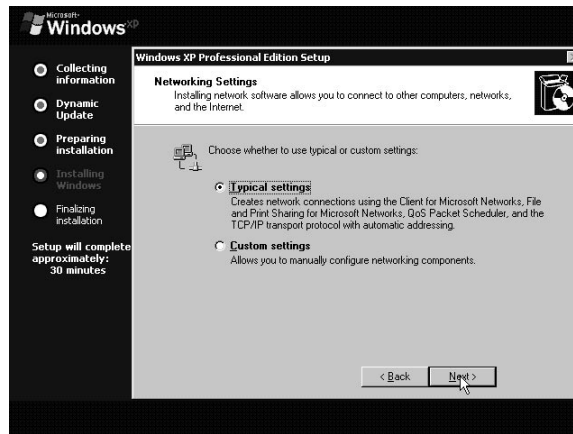 Microsoft
Windows xp
Collecting
information
Dynamic
Update
Preparing
installation
Installing
Windows
Finalizing
installation
Setup will complete
approximately:
30 minutes
Windows XP Professional Edition Setup
Networking Settings
Installing network software allows you to connect to other computers, networks,
and the Internet.
Choose whether to use typical or custom settings:
Typical settings
Creates network connections using the Client for Microsoft Networks, File
and Print Sharing for Microsoft Networks, QoS Packet Scheduler, and the
TCP/IP transport protocol with automatic addressing.
Custom settings
Allows you to manually configure networking components.
< Back Next >